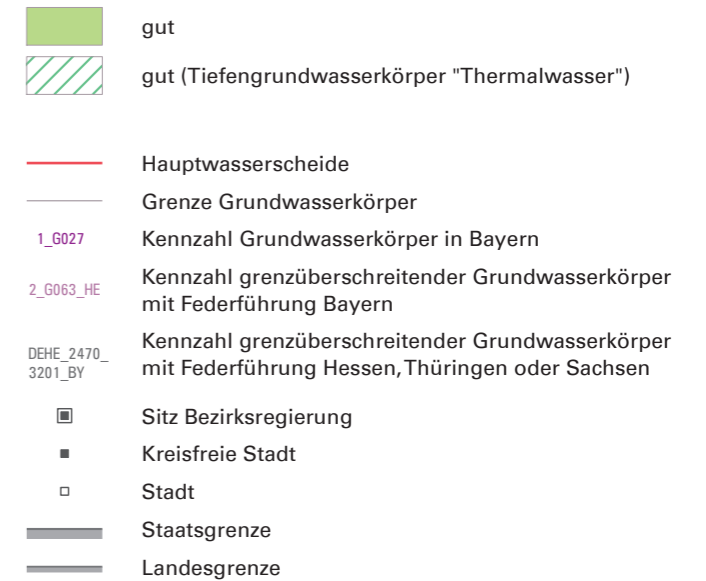 gut
gut (Tiefengrundwasserkörper "Thermalwasser")
Hauptwasserscheide
Grenze Grundwasserkörper
1_G027 Kennzahl Grundwasserkörper in Bayern
2_G063_HE Kennzahl grenzüberschreitender Grundwasserkörper
mit Federführung Bayern
DEHE_2470_ Kennzahl grenzüberschreitender Grundwasserkörper
3201_BY mit Federführung Hessen, Thüringen oder Sachsen
Sitz Bezirksregierung
Kreisfreie Stadt
Stadt
Staatsgrenze
Landesgrenze